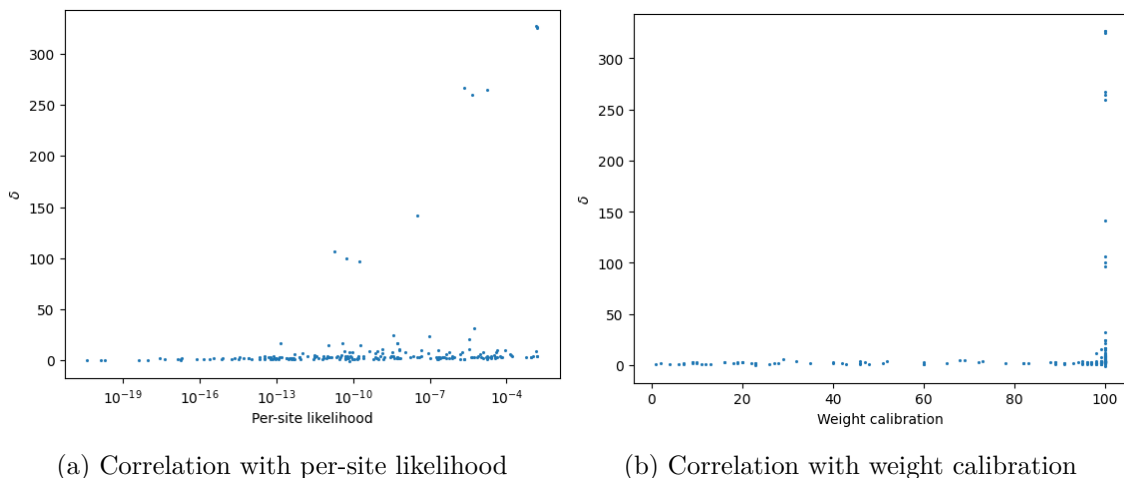 300
250
200
150
100
50
0
δ
10⁻¹⁹ 10⁻¹⁶ 10⁻¹³ 10⁻¹⁰ 10⁻⁷ 10⁻⁴
Per-site likelihood
(a) Correlation with per-site likelihood
300
250
200
150
100
50
0
δ
0 20 40 60 80 100
Weight calibration
(b) Correlation with weight calibration